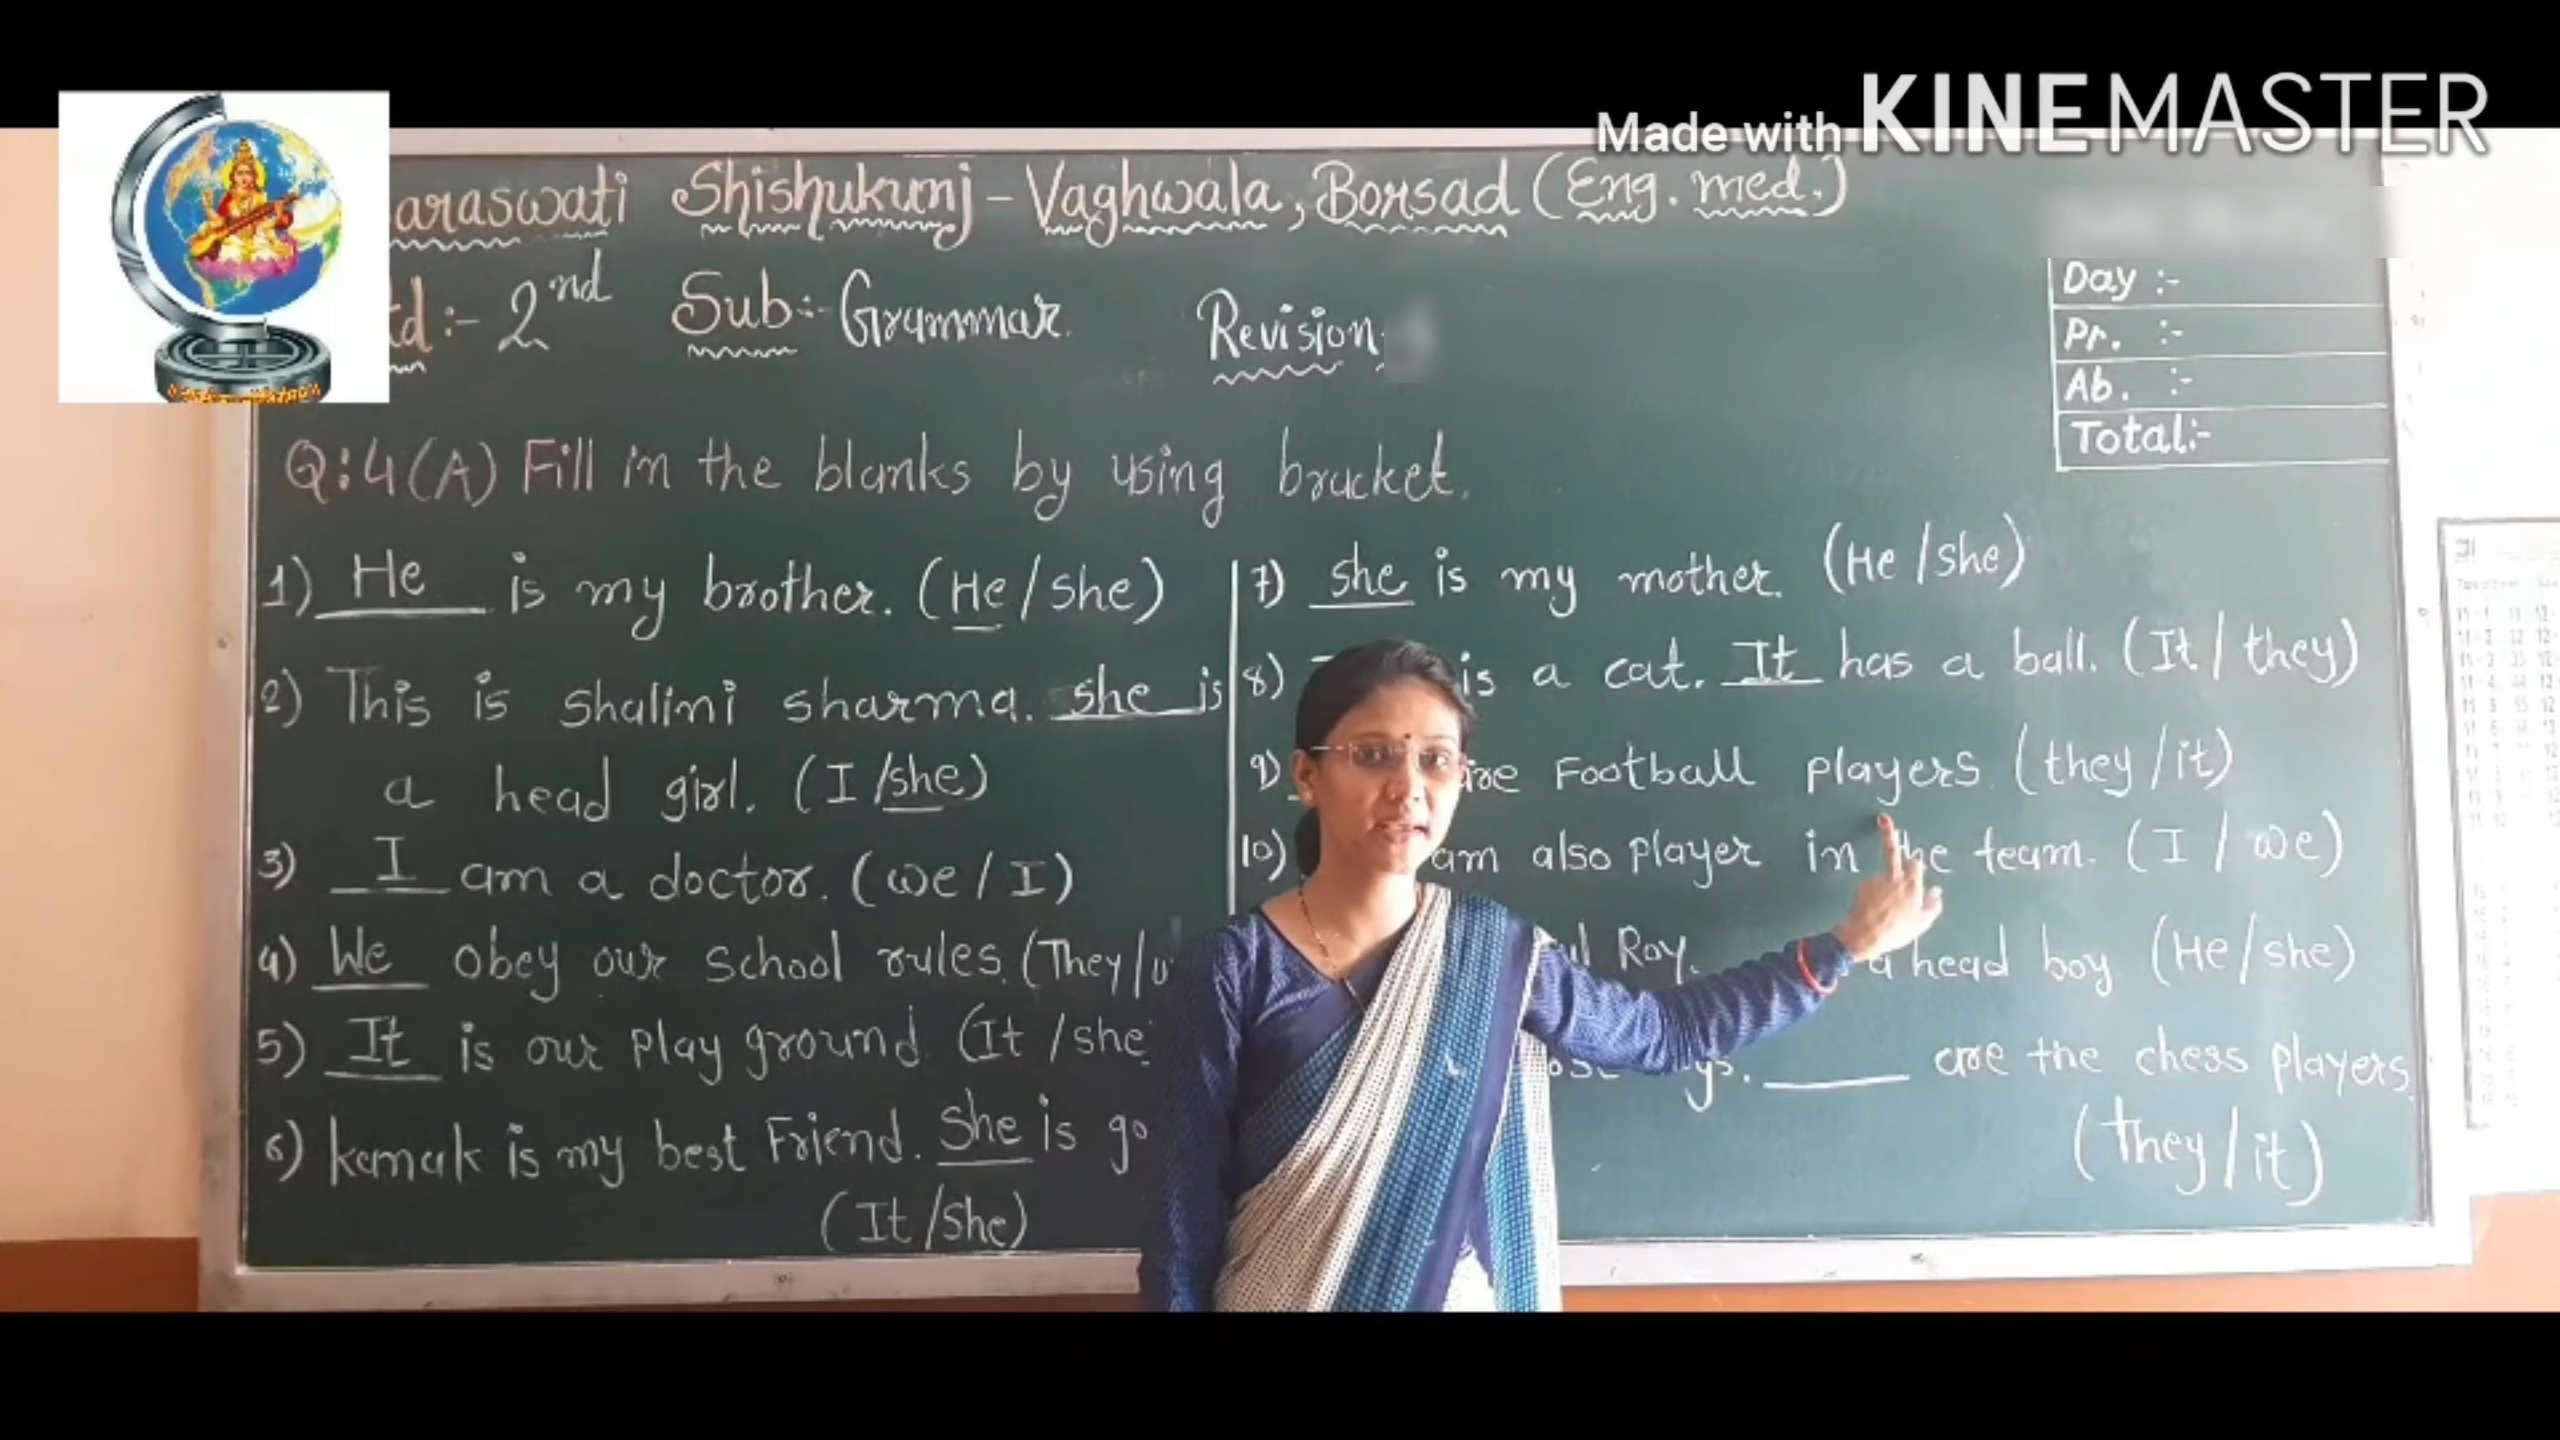 Made with KINEMASTER
araswati Shishukunj - Vaghwala, Borsad (Eng. med.)
td:- 2nd Sub:- Grammar. Revision:
Day :-
Pr. :-
Ab. :-
Total:-
Q:4(A) Fill in the blanks by using bracket.
1) He is my brother. (He/she)
2) This is shalini sharma. she is
a head girl. (I/she)
3) I am a doctor. (we/I)
4) We obey our school rules. (They/
5) It is our play ground. (It/she
6) kanak is my best Friend. She is go
(It/She)
7) she is my mother. (He/she)
8) is a cat. It has a ball. (It/they)
9) are Football players. (they/it)
10) am also player in the team. (I/we)
Roy. a head boy (He/she)
____ are the chess players.
(they/it)